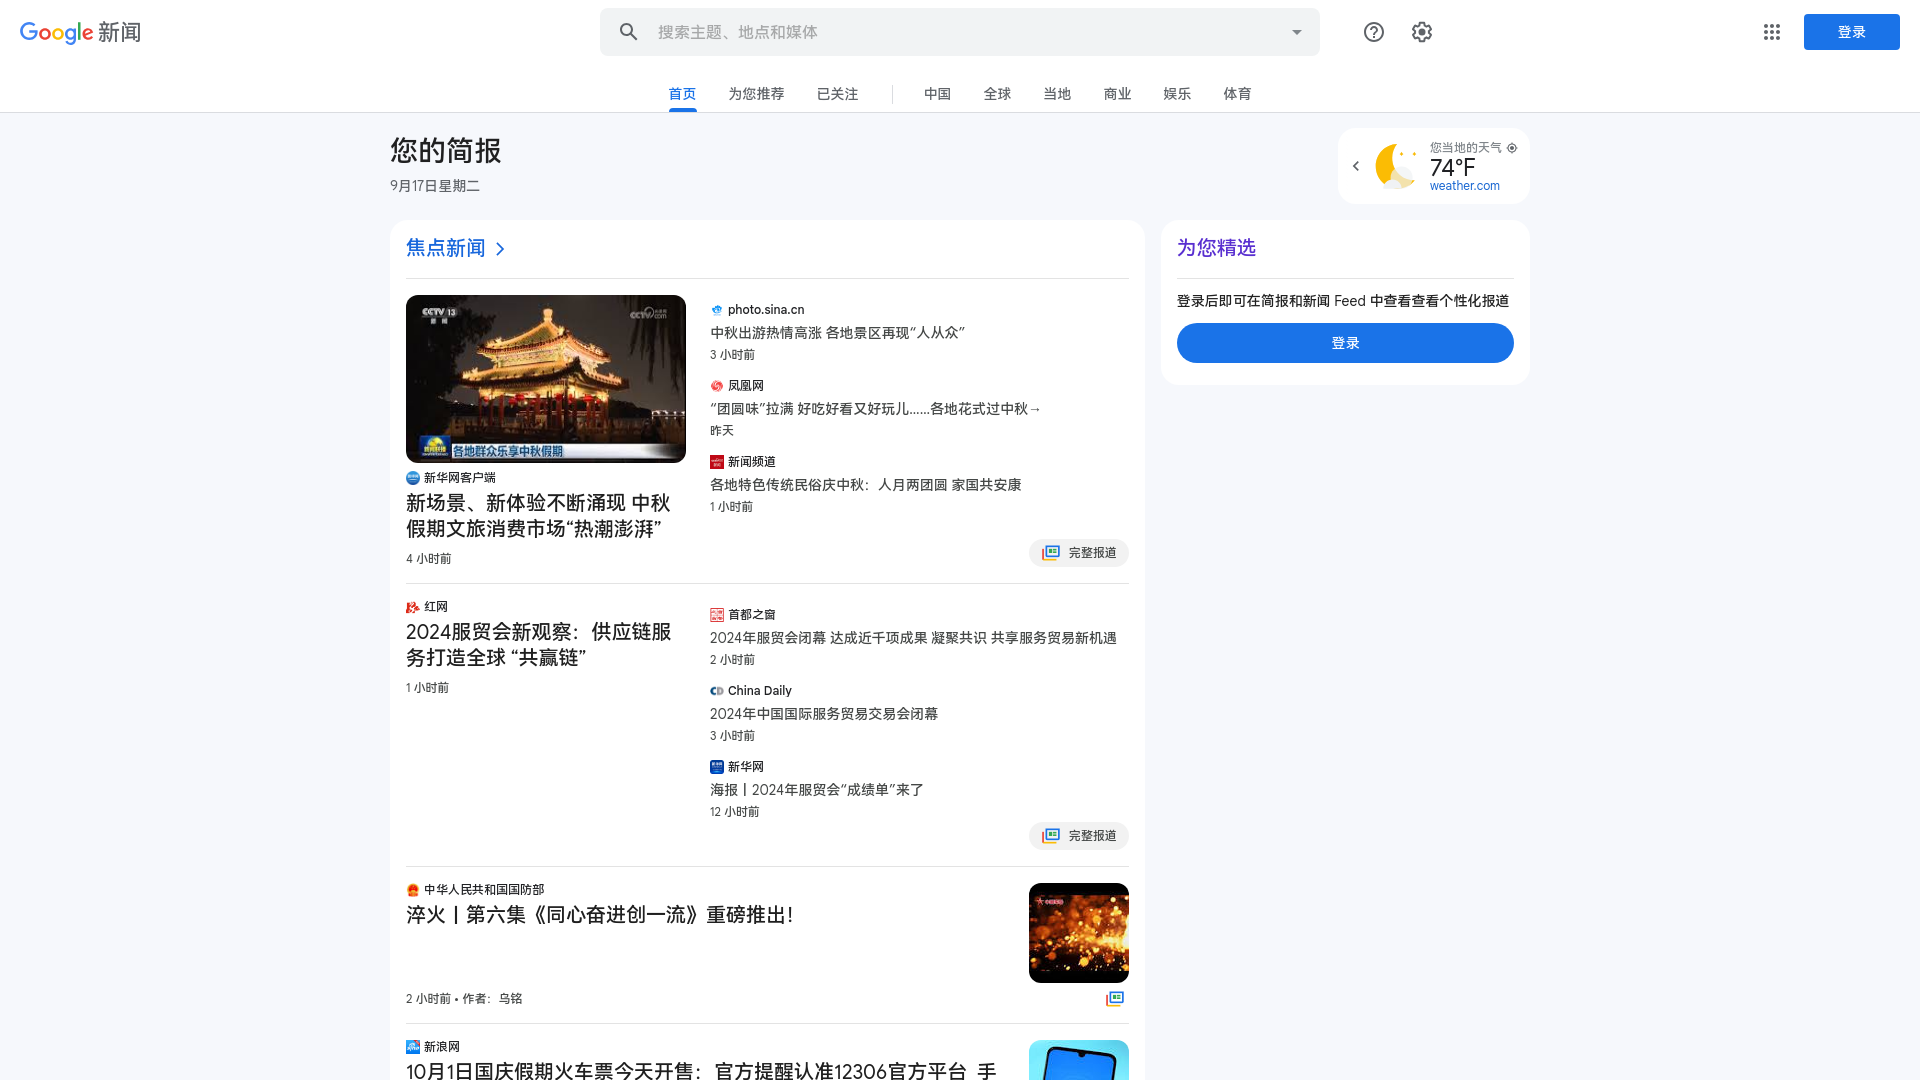 Google 新闻
搜索主题、地点和媒体
登录
首页
为您推荐
已关注
中国
全球
当地
商业
娱乐
体育
您的简报
9月17日星期二
您当地的天气
74°F
weather.com
焦点新闻
CCTV 13
新闻
各地群众乐享中秋假期
新华网客户端
新场景、新体验不断涌现 中秋
假期文旅消费市场“热潮澎湃”
4 小时前
photo.sina.cn
中秋出游热情高涨 各地景区再现“人从众”
3 小时前
凤凰网
“团圆味”拉满 好吃好看又好玩儿……各地花式过中秋→
昨天
新闻频道
各地特色传统民俗庆中秋：人月两团圆 家国共安康
1 小时前
完整报道
红网
2024服贸会新观察：供应链服
务打造全球 “共赢链”
1 小时前
首都之窗
2024年服贸会闭幕 达成近千项成果 凝聚共识 共享服务贸易新机遇
2 小时前
China Daily
2024年中国国际服务贸易交易会闭幕
3 小时前
新华网
海报丨2024年服贸会“成绩单”来了
12 小时前
完整报道
中华人民共和国国防部
淬火丨第六集《同心奋进创一流》重磅推出！
2 小时前 • 作者：乌铭
新浪网
10月1日国庆假期火车票今天开售：官方提醒认准12306官方平台_手
为您精选
登录后即可在简报和新闻 Feed 中查看查看个性化报道
登录